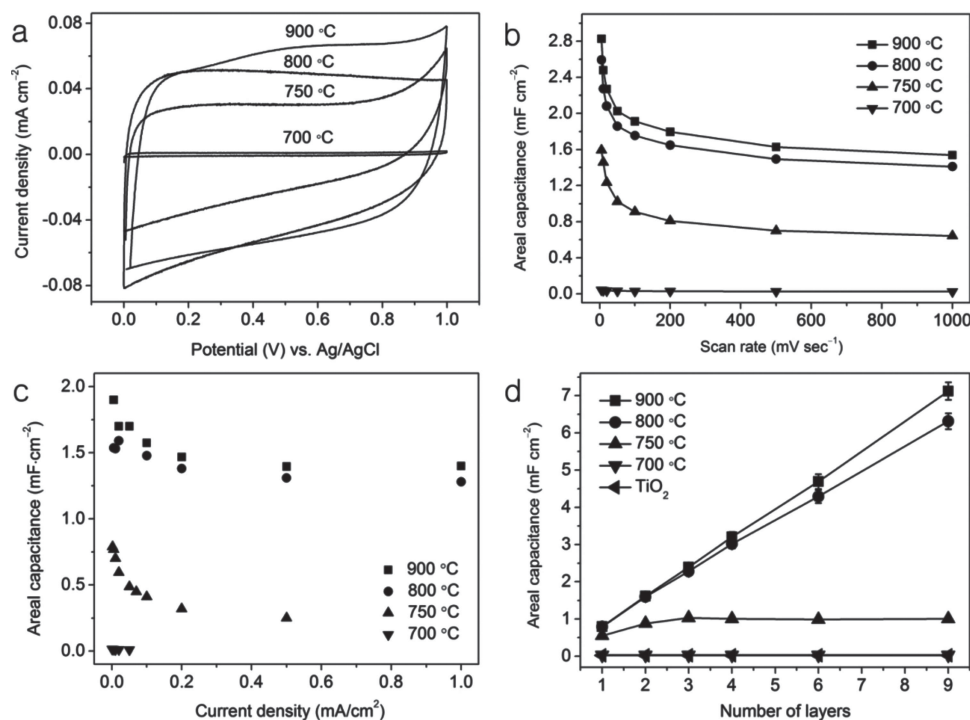 a
0.08
0.04
0.00
-0.04
-0.08
Current density (mA cm⁻²)
900 °C
800 °C
750 °C
700 °C
0.0 0.2 0.4 0.6 0.8 1.0
Potential (V) vs. Ag/AgCl
b
2.8
2.4
2.0
1.6
1.2
0.8
0.4
0.0
Areal capacitance (mF cm⁻²)
900 °C
800 °C
750 °C
700 °C
0 200 400 600 800 1000
Scan rate (mV sec⁻¹)
c
2.0
1.5
1.0
0.5
0.0
Areal capacitance (mF·cm⁻²)
900 °C
800 °C
750 °C
700 °C
0.0 0.2 0.4 0.6 0.8 1.0
Current density (mA/cm²)
d
7
6
5
4
3
2
1
0
Areal capacitance (mF cm⁻²)
900 °C
800 °C
750 °C
700 °C
TiO₂
1 2 3 4 5 6 7 8 9
Number of layers